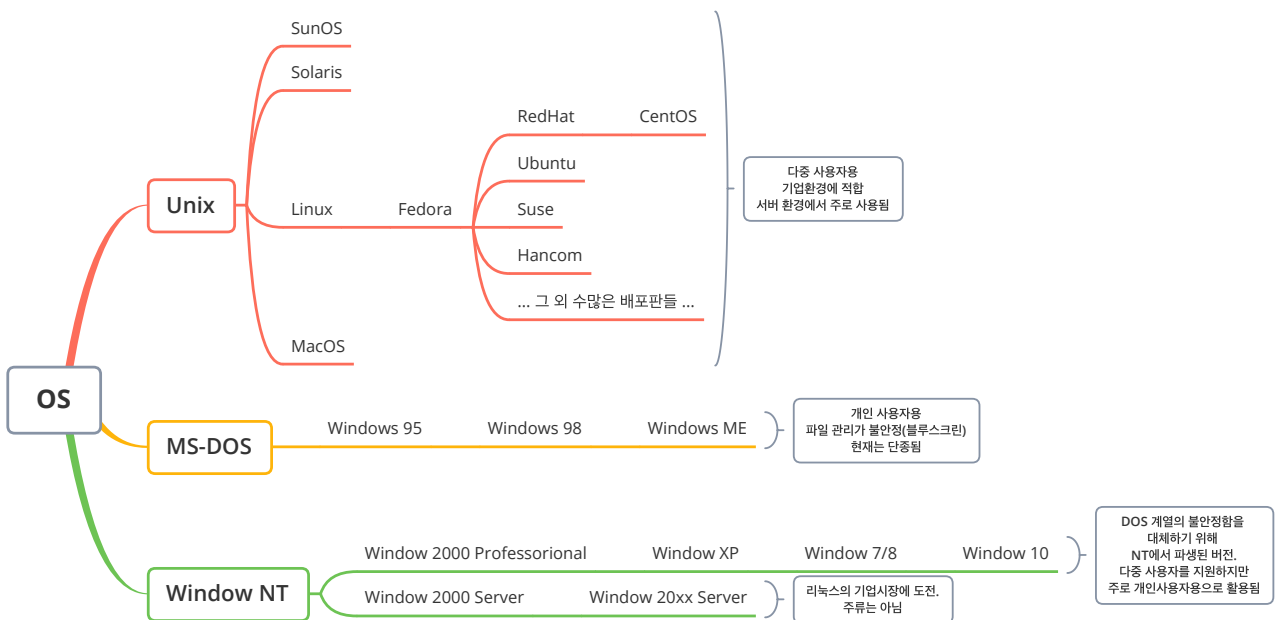 SunOS
Solaris
RedHat
CentOS
Ubuntu
Unix
Linux
Fedora
Suse
Hancom
... 그 외 수많은 배포판들 ...
MacOS
다중 사용자용
기업환경에 적합
서버 환경에서 주로 사용됨
OS
MS-DOS
Windows 95
Windows 98
Windows ME
개인 사용자용
파일 관리가 불안정(블루스크린)
현재는 단종됨
Window NT
Window 2000 Professorional
Window XP
Window 7/8
Window 10
DOS 계열의 불안정함을
대체하기 위해
NT에서 파생된 버전.
다중 사용자를 지원하지만
주로 개인사용자용으로 활용됨
Window 2000 Server
Window 20xx Server
리눅스의 기업시장에 도전.
주류는 아님